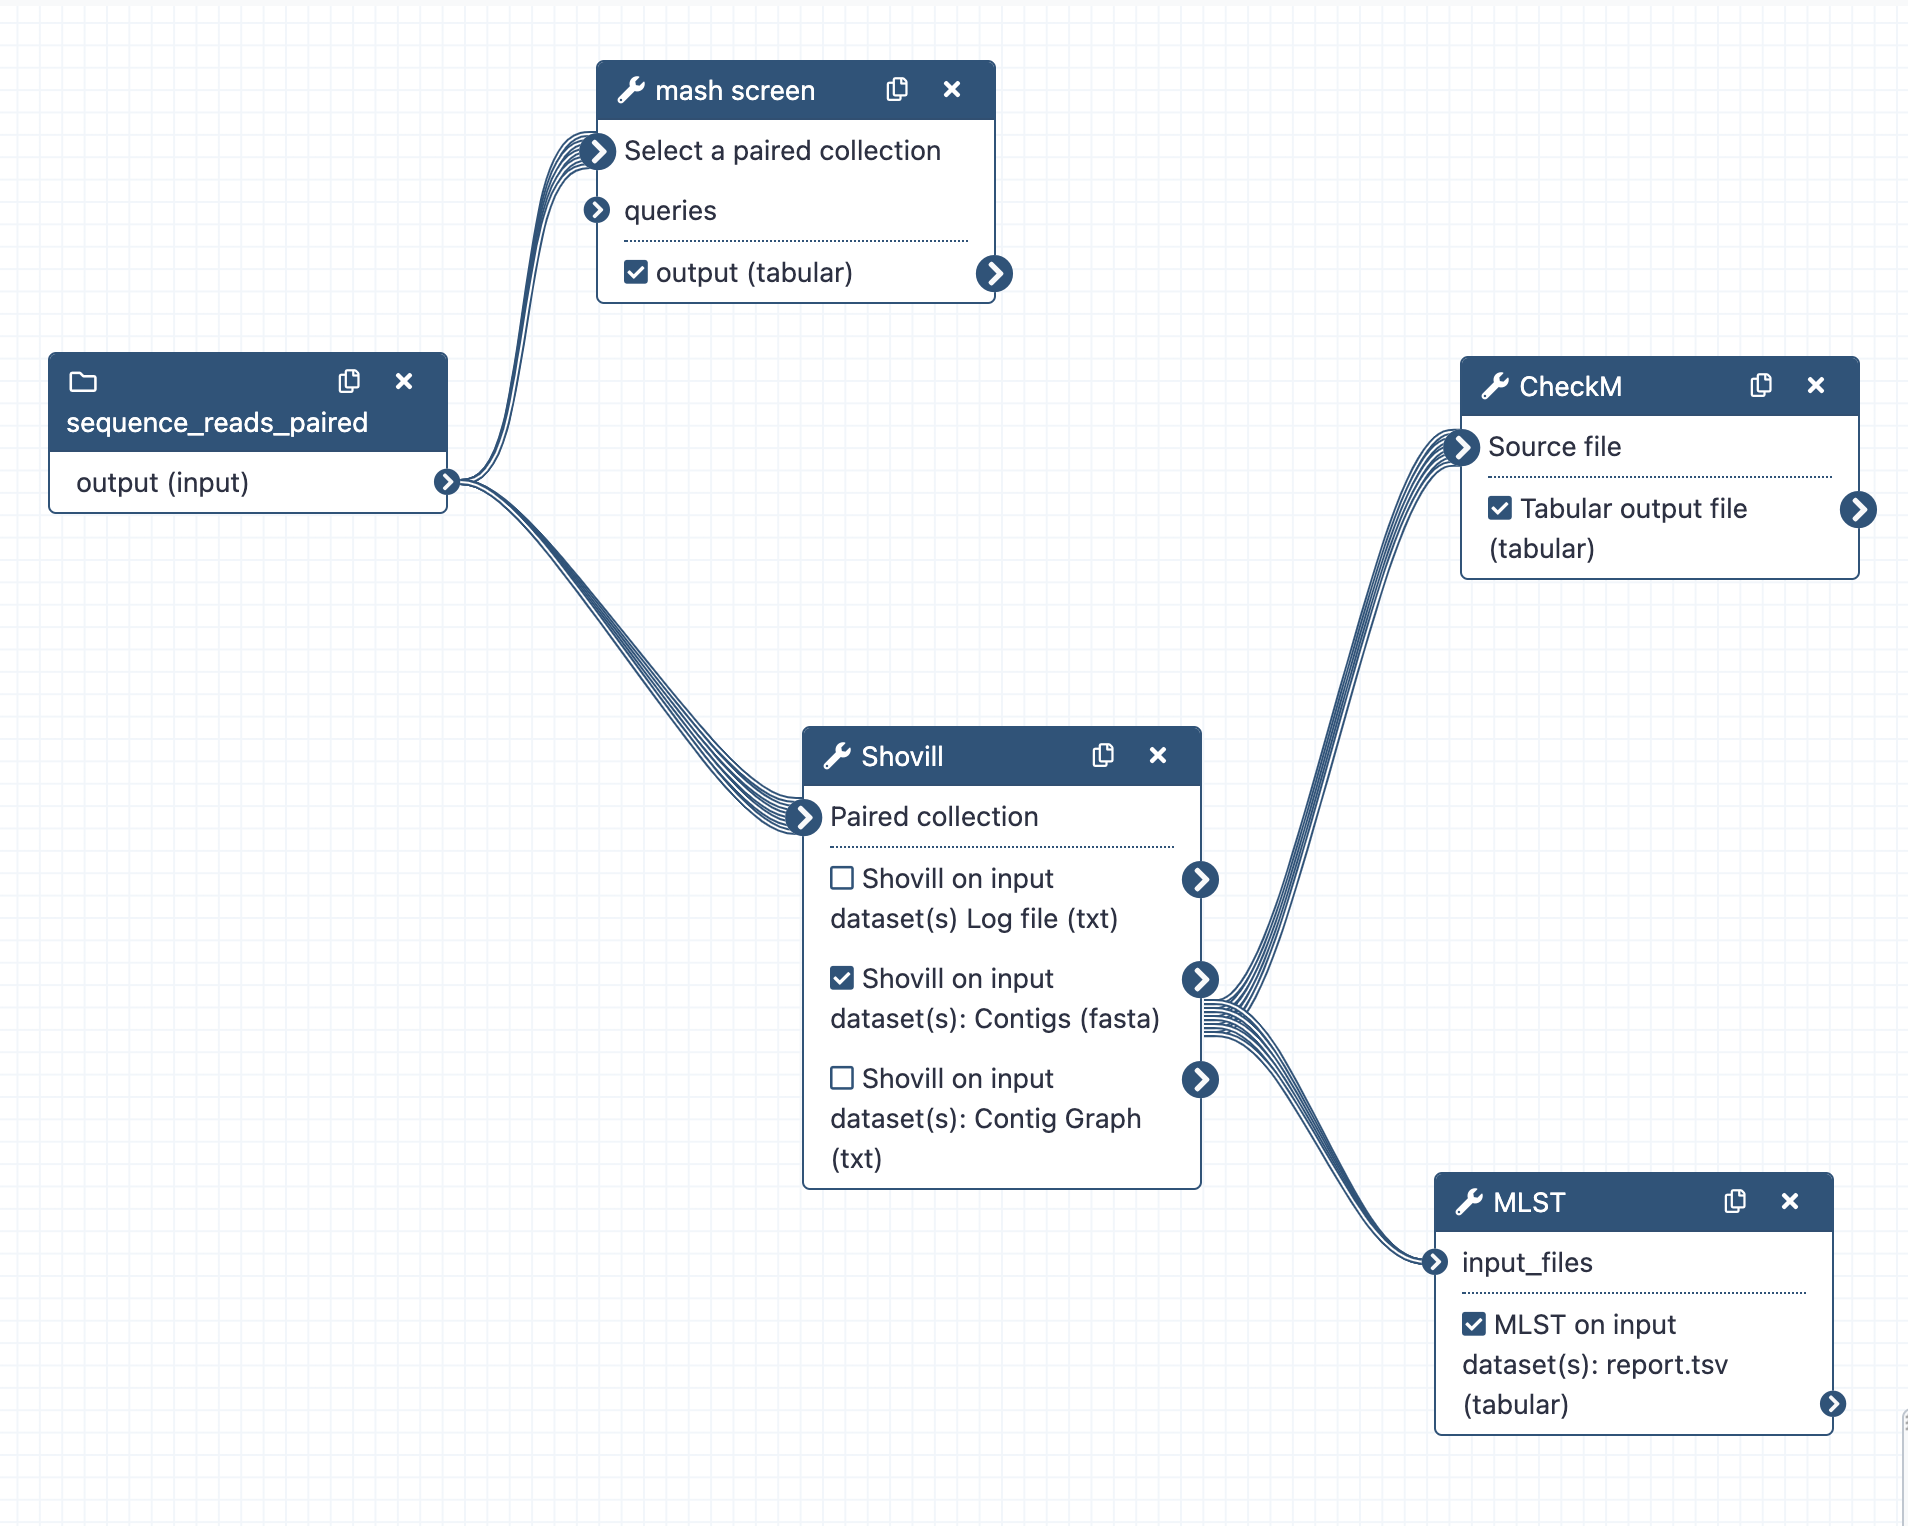 mash screen
Select a paired collection
queries
output (tabular)
sequence_reads_paired
output (input)
CheckM
Source file
Tabular output file
(tabular)
Shovill
Paired collection
Shovill on input
dataset(s) Log file (txt)
Shovill on input
dataset(s): Contigs (fasta)
Shovill on input
dataset(s): Contig Graph
(txt)
MLST
input_files
MLST on input
dataset(s): report.tsv
(tabular)